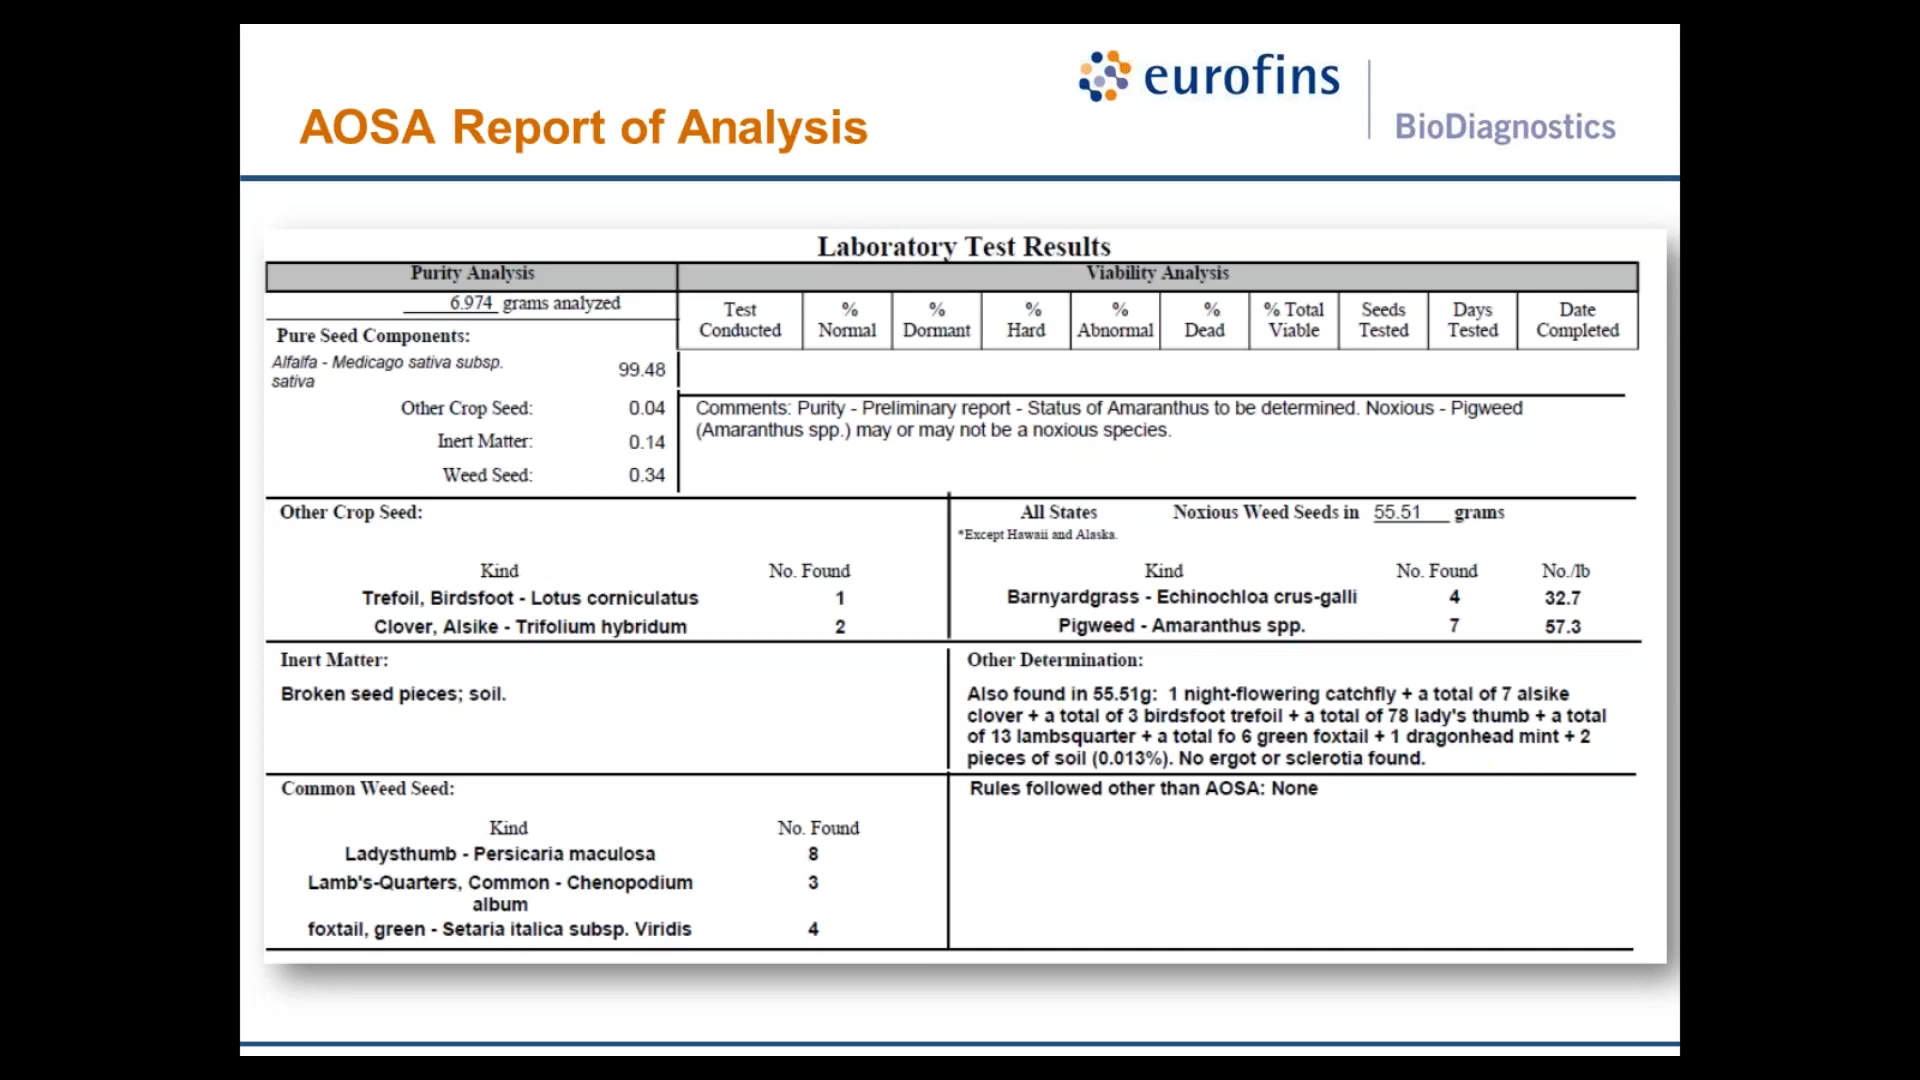 eurofins
BioDiagnostics
AOSA Report of Analysis
Laboratory Test Results
Purity Analysis
Viability Analysis
6.974 grams analyzed
Test Conducted
% Normal
% Dormant
% Hard
% Abnormal
% Dead
% Total Viable
Seeds Tested
Days Tested
Date Completed
Pure Seed Components:
Alfalfa - Medicago sativa subsp.
sativa
99.48
Other Crop Seed: 0.04
Inert Matter: 0.14
Weed Seed: 0.34
Comments: Purity - Preliminary report - Status of Amaranthus to be determined. Noxious - Pigweed
(Amaranthus spp.) may or may not be a noxious species.
Other Crop Seed:
Kind No. Found
Trefoil, Birdsfoot - Lotus corniculatus 1
Clover, Alsike - Trifolium hybridum 2
All States Noxious Weed Seeds in 55.51 grams
*Except Hawaii and Alaska.
Kind No. Found No./lb
Barnyardgrass - Echinochloa crus-galli 4 32.7
Pigweed - Amaranthus spp. 7 57.3
Inert Matter:
Broken seed pieces; soil.
Other Determination:
Also found in 55.51g: 1 night-flowering catchfly + a total of 7 alsike
clover + a total of 3 birdsfoot trefoil + a total of 78 lady's thumb + a total
of 13 lambsquarter + a total fo 6 green foxtail + 1 dragonhead mint + 2
pieces of soil (0.013%). No ergot or sclerotia found.
Common Weed Seed:
Kind No. Found
Ladysthumb - Persicaria maculosa 8
Lamb's-Quarters, Common - Chenopodium 3
album
foxtail, green - Setaria italica subsp. Viridis 4
Rules followed other than AOSA: None